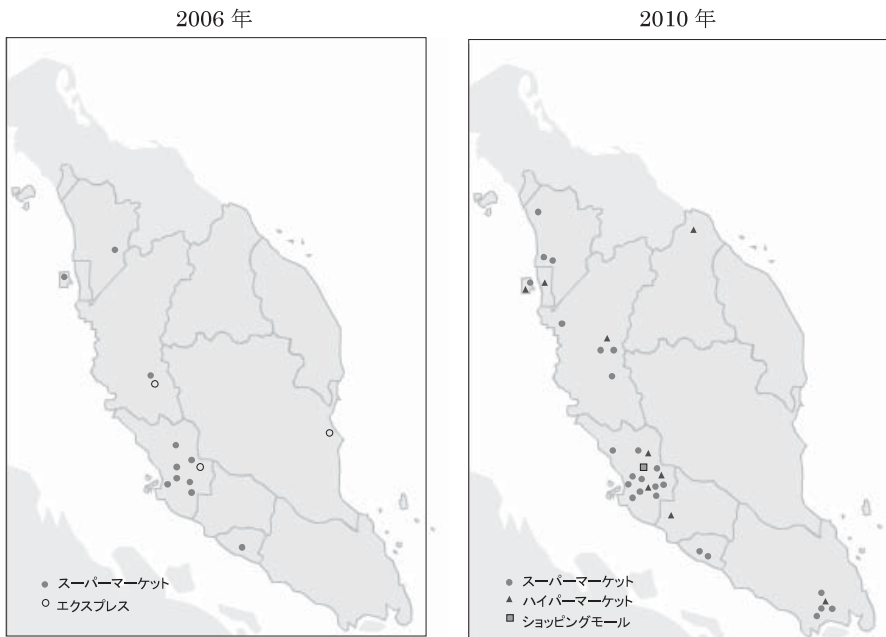 2006 年
2010 年
スーパーマーケット
エクスプレス
スーパーマーケット
ハイパーマーケット
ショッピングモール